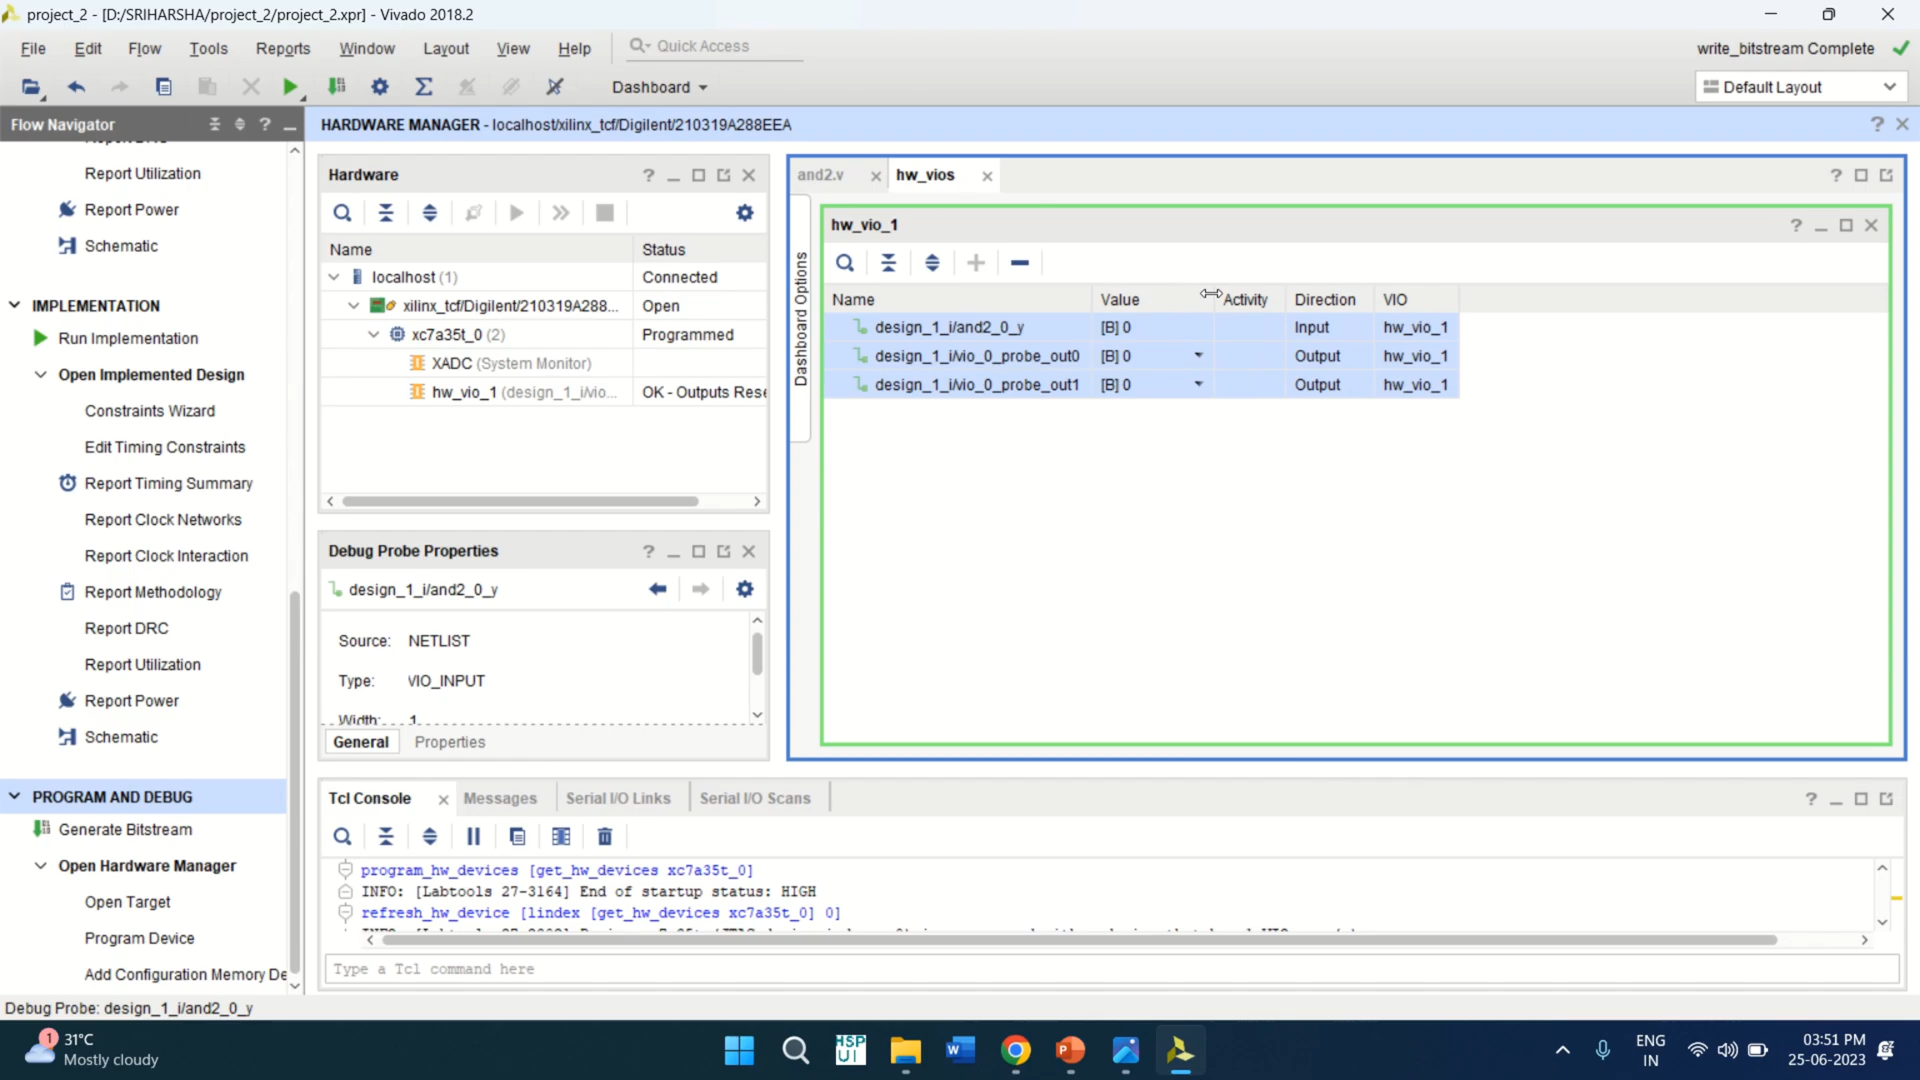 project_2 - [D:/SRIHARSHA/project_2/project_2.xpr] - Vivado 2018.2
File Edit Flow Tools Reports Window Layout View Help Quick Access
write_bitstream Complete
Dashboard
Default Layout
Flow Navigator
HARDWARE MANAGER - localhost/xilinx_tcf/Digilent/210319A288EEA
Report Utilization
Report Power
Schematic
IMPLEMENTATION
Run Implementation
Open Implemented Design
Constraints Wizard
Edit Timing Constraints
Report Timing Summary
Report Clock Networks
Report Clock Interaction
Report Methodology
Report DRC
Report Utilization
Report Power
Schematic
PROGRAM AND DEBUG
Generate Bitstream
Open Hardware Manager
Open Target
Program Device
Add Configuration Memory De
Hardware
Name Status
localhost (1) Connected
xilinx_tcf/Digilent/210319A288... Open
xc7a35t_0 (2) Programmed
XADC (System Monitor)
hw_vio_1 (design_1_i/vio... OK - Outputs Rese
Debug Probe Properties
design_1_i/and2_0_y
Source: NETLIST
Type: VIO_INPUT
Width: 1
General Properties
and2.v hw_vios
Dashboard Options
hw_vio_1
Name Value Activity Direction VIO
design_1_i/and2_0_y [B] 0 Input hw_vio_1
design_1_i/vio_0_probe_out0 [B] 0 Output hw_vio_1
design_1_i/vio_0_probe_out1 [B] 0 Output hw_vio_1
Tcl Console Messages Serial I/O Links Serial I/O Scans
program_hw_devices [get_hw_devices xc7a35t_0]
INFO: [Labtools 27-3164] End of startup status: HIGH
refresh_hw_device [lindex [get_hw_devices xc7a35t_0] 0]
Type a Tcl command here
Debug Probe: design_1_i/and2_0_y
1
31°C
Mostly cloudy
HSP
UI
ENG
IN
03:51 PM
25-06-2023